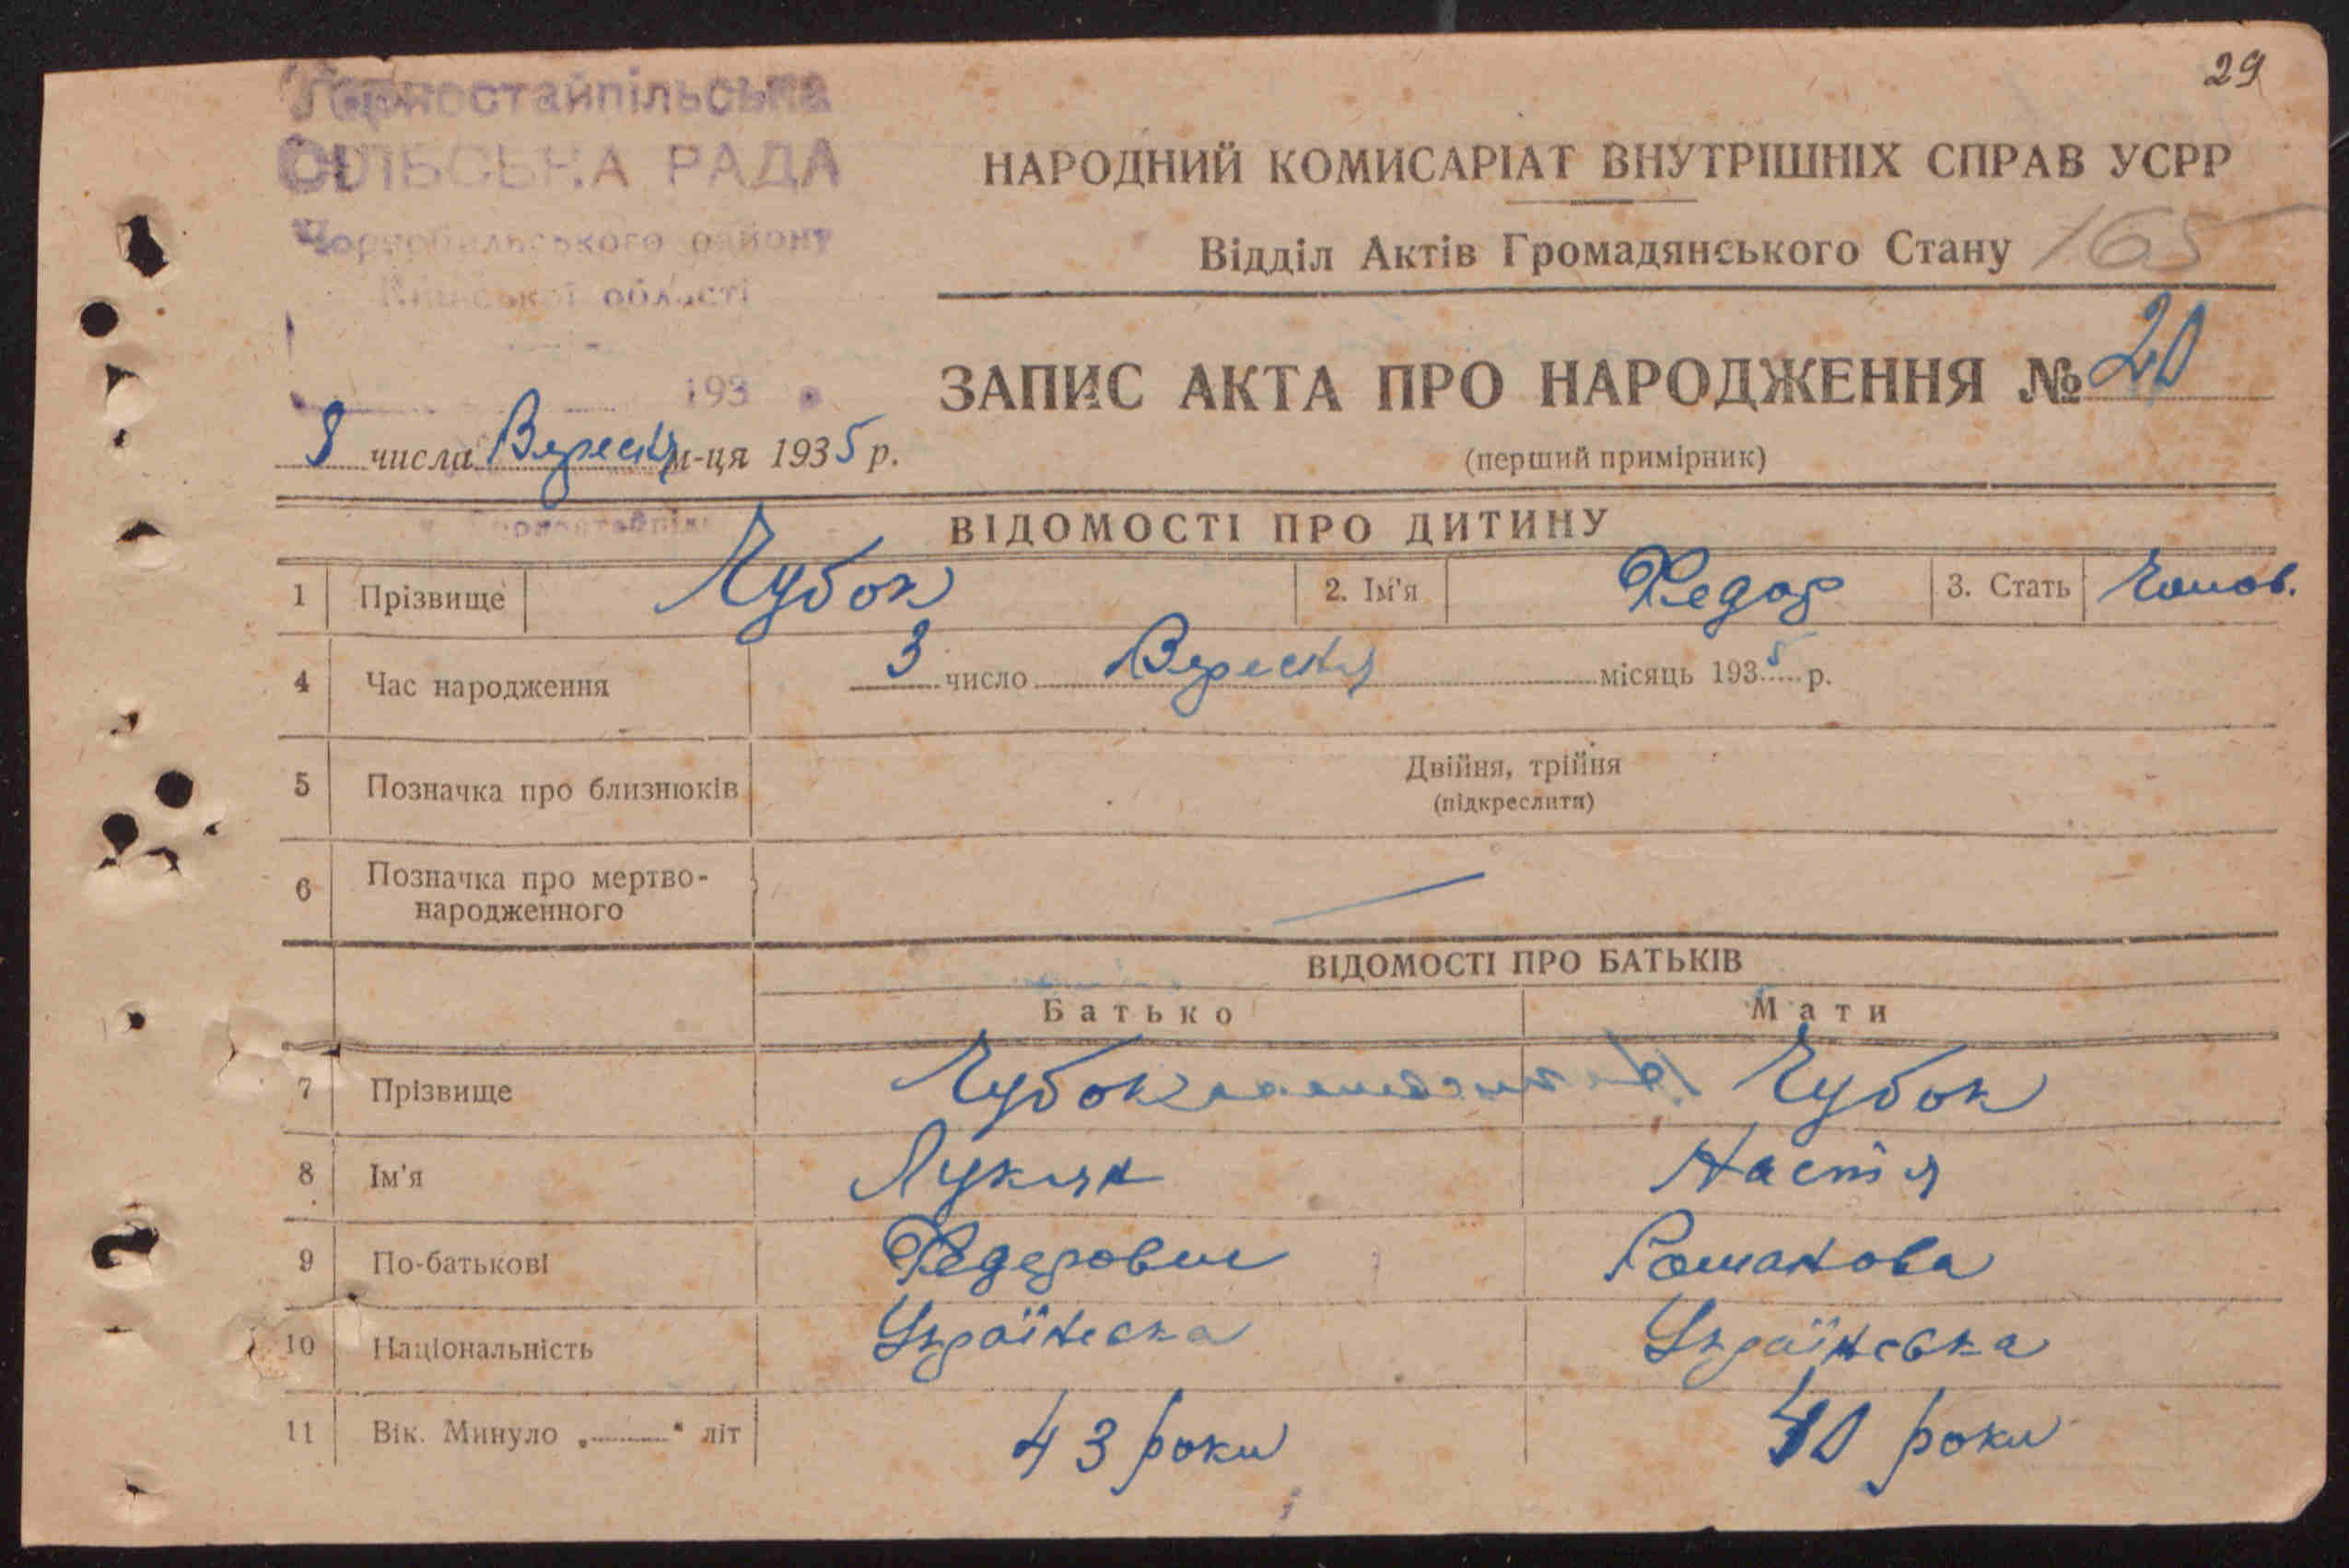 29
Горностайпільська
СІЛЬСЬКА РАДА
Чорнобильського району
Київської області
193
НАРОДНИЙ КОМИСАРІАТ ВНУТРІШНІХ СПРАВ УСРР
Відділ Актів Громадянського Стану 165
ЗАПИС АКТА ПРО НАРОДЖЕННЯ № 20
(перший примірник)
8 числа Вересня м-ця 1935 р.
ВІДОМОСТІ ПРО ДИТИНУ
1 Прізвище Чубок 2. Ім'я Федор 3. Стать Чолов.
4 Час народження 3 число Вересня місяць 1935 р.
5 Позначка про близнюків Двійня, трійня
(підкреслити)
6 Позначка про мертво-
народженного
ВІДОМОСТІ ПРО БАТЬКІВ
Батько Мати
7 Прізвище Чубок Чубок
8 Ім'я Лукян Настя
9 По-батькові Федерович Романова
10 Національність Українска Українська
11 Вік. Минуло „ “ літ 43 роки 40 роки